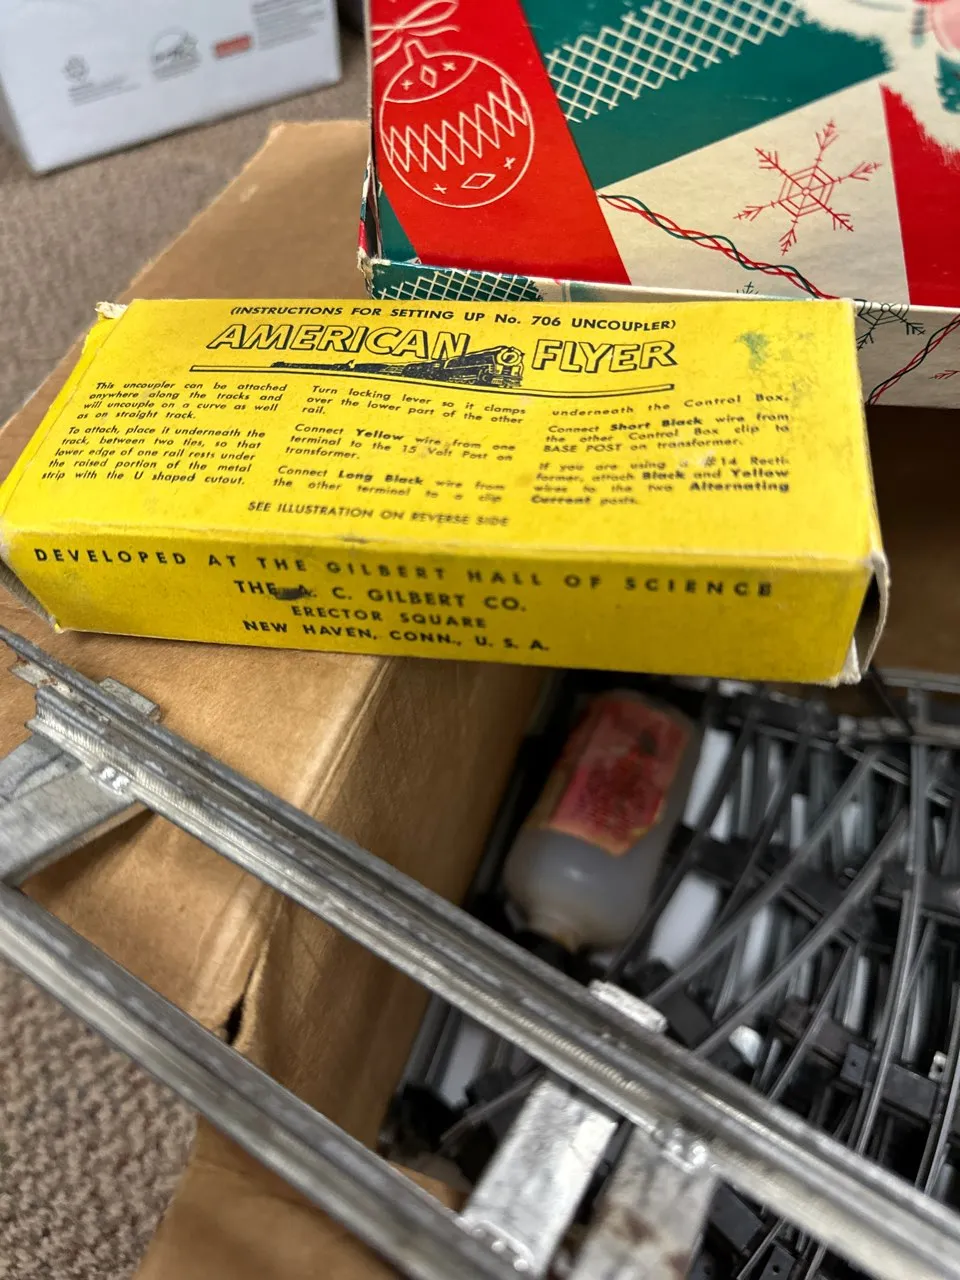 (INSTRUCTIONS FOR SETTING UP No. 706 UNCOUPLER)
AMERICAN FLYER
This uncoupler can be attached
anywhere along the tracks and
will uncouple on a curve as well
as on straight track.
To attach, place it underneath the
track, between two ties, so that
lower edge of one rail rests under
the raised portion of the metal
strip with the U shaped cutout.
Turn locking lever so it clamps
over the lower part of the other
rail.
Connect Yellow wire from one
terminal to the 15 Volt Post on
transformer.
Connect Long Black wire from
the other terminal to a clip
underneath the Control Box.
Connect Short Black wire from
the other Control Box clip to
BASE POST on transformer.
If you are using a #14 Recti-
former, attach Black and Yellow
wires to the two Alternating
Current posts.
SEE ILLUSTRATION ON REVERSE SIDE
DEVELOPED AT THE GILBERT HALL OF SCIENCE
THE A. C. GILBERT CO.
ERECTOR SQUARE
NEW HAVEN, CONN., U. S. A.